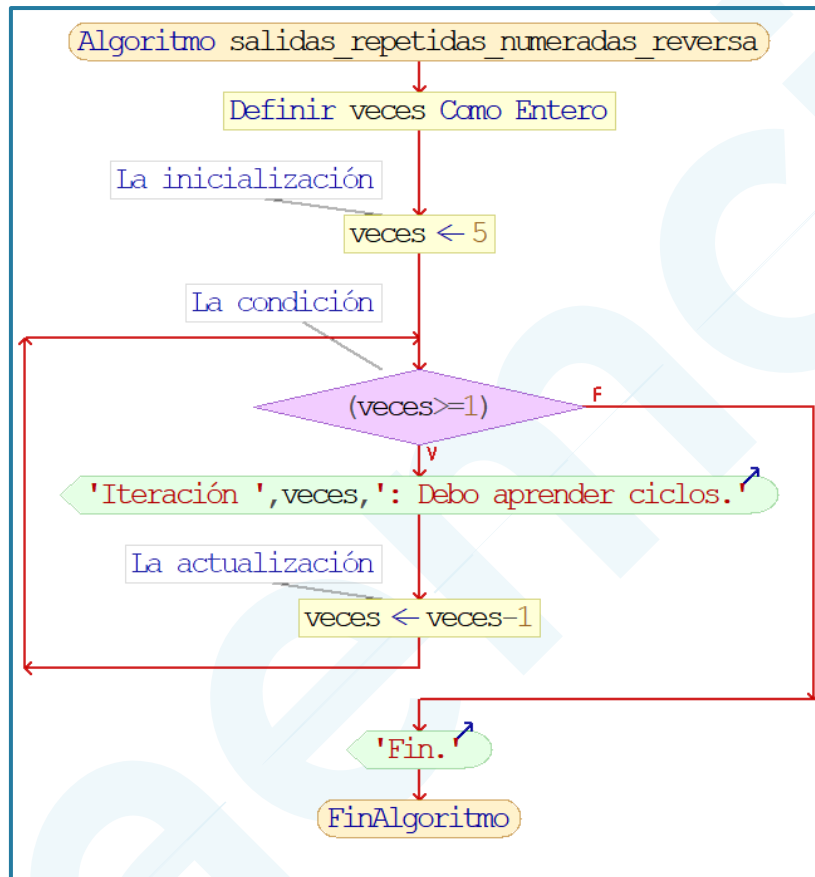 Algoritmo salidas_repetidas_numeradas_reversa
Definir veces Como Entero
La inicialización
veces ← 5
La condición
(veces>=1)
F
V
'Iteración ',veces,': Debo aprender ciclos.'
La actualización
veces ← veces-1
'Fin.'
FinAlgoritmo